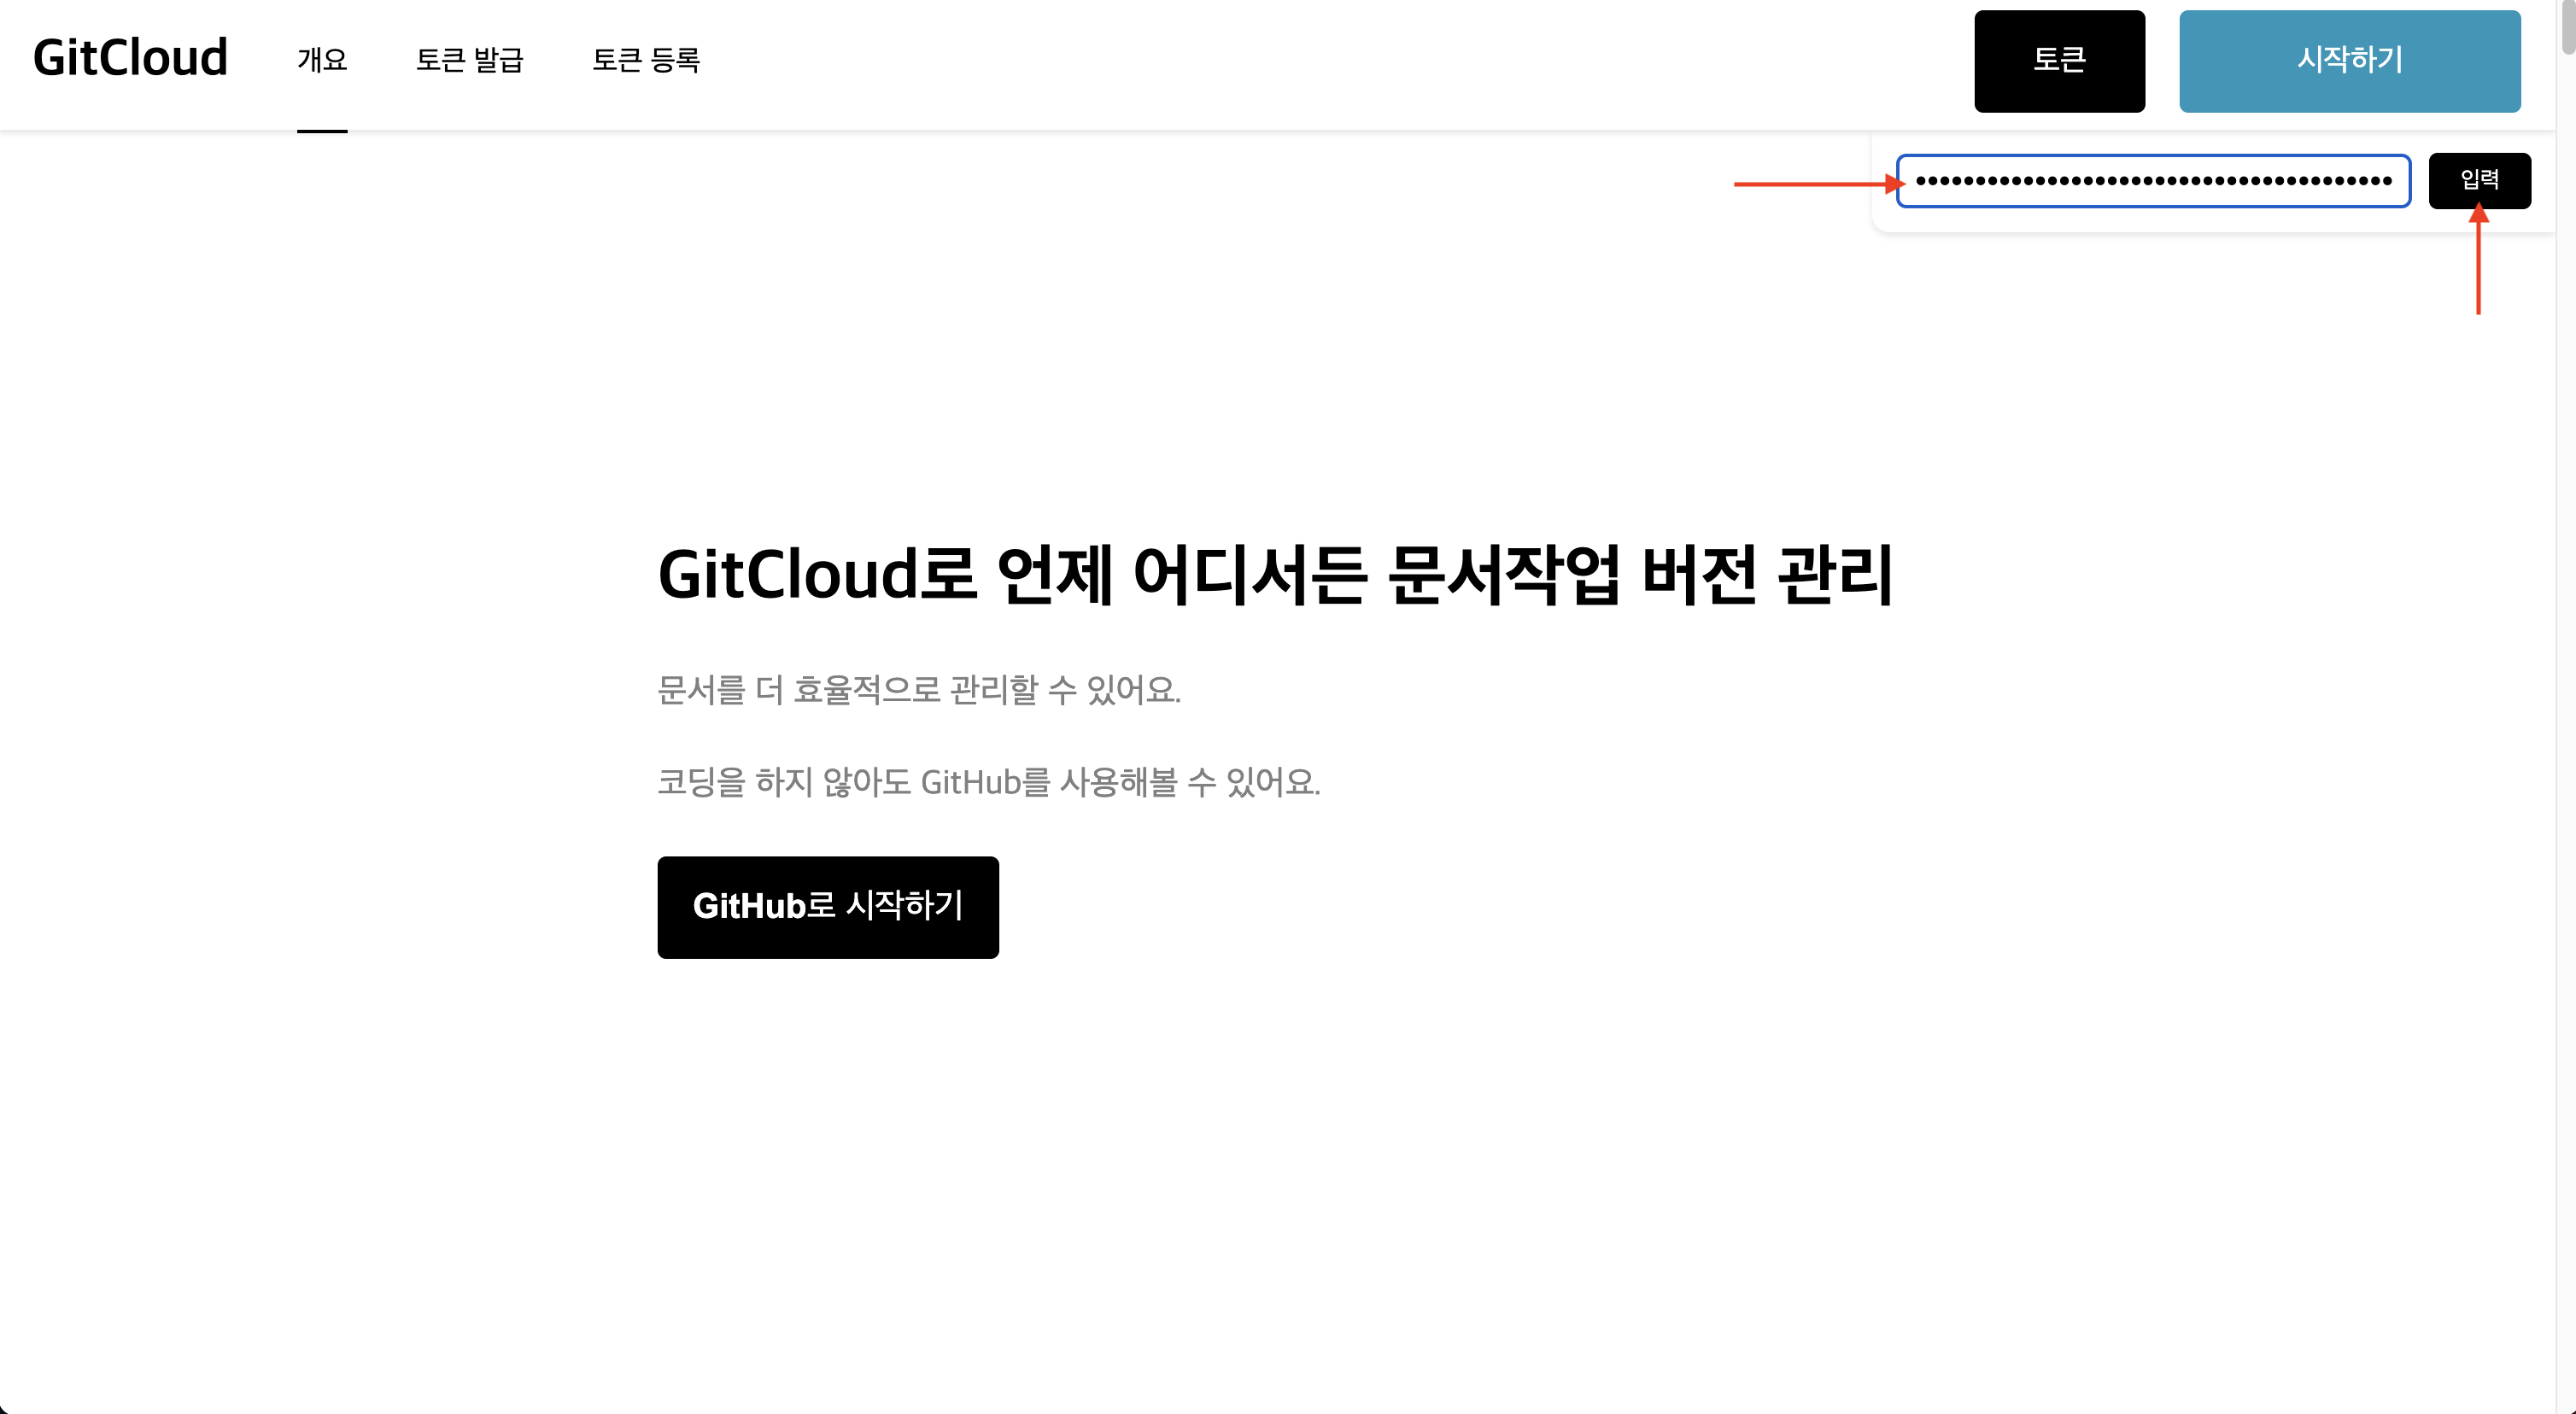 GitCloud 개요 토큰 발급 토큰 등록 토큰 시작하기
•••••••••••••••••••••••••••••••••••••••• 입력
GitCloud로 언제 어디서든 문서작업 버전 관리
문서를 더 효율적으로 관리할 수 있어요.
코딩을 하지 않아도 GitHub를 사용해볼 수 있어요.
GitHub로 시작하기